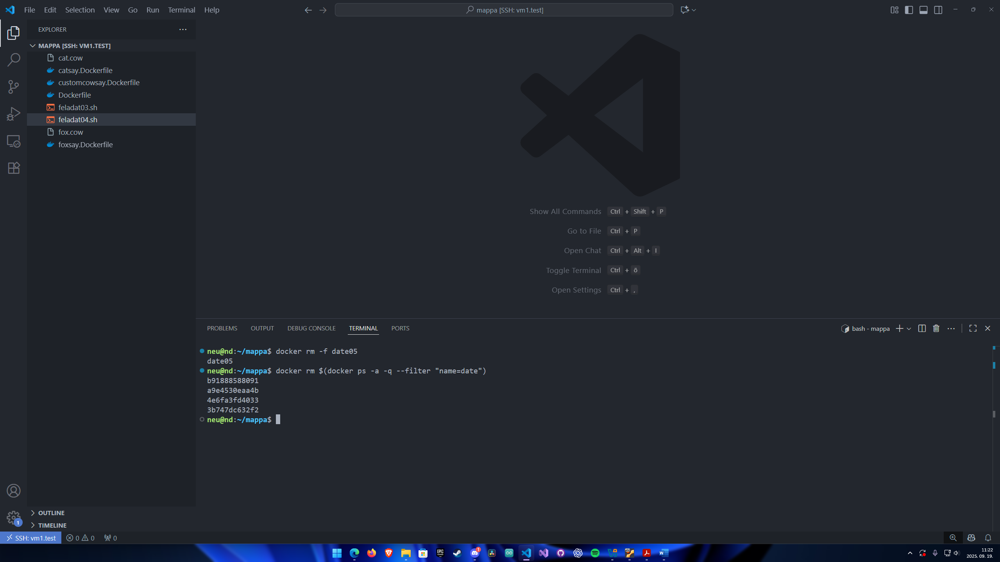 File Edit Selection View Go Run Terminal Help
mappa [SSH: vm1.test]
EXPLORER
MAPPA [SSH: VM1.TEST]
cat.cow
catsay.Dockerfile
customcowsay.Dockerfile
Dockerfile
feladat03.sh
feladat04.sh
fox.cow
foxsay.Dockerfile
Show All Commands Ctrl + Shift + P
Go to File Ctrl + P
Open Chat Ctrl + Alt + I
Toggle Terminal Ctrl + ö
Open Settings Ctrl + ,
PROBLEMS OUTPUT DEBUG CONSOLE TERMINAL PORTS
bash - mappa
neu@nd:~/mappa$ docker rm -f date05
date05
neu@nd:~/mappa$ docker rm $(docker ps -a -q --filter "name=date")
b91888588091
a9e4530eaa4b
4e6fa3fd4033
3b747dc632f2
neu@nd:~/mappa$
OUTLINE
1
TIMELINE
SSH: vm1.test 0 0 0
EPIC GAMES
1
11:22
2025. 09. 19.